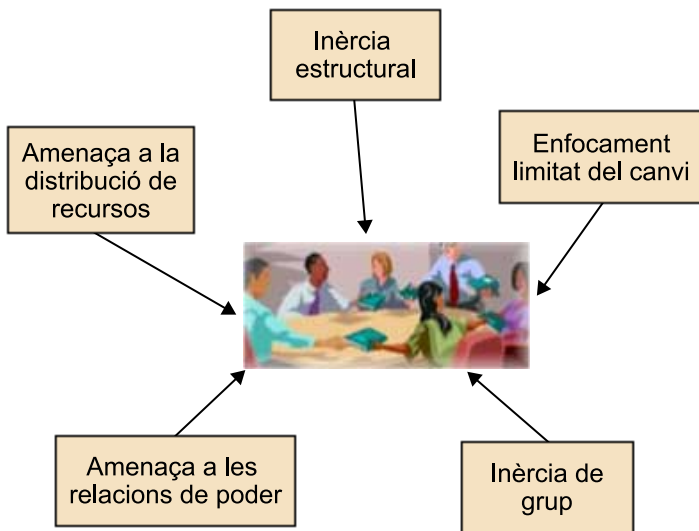 Inèrcia
estructural
Amenaça a la
distribució de
recursos
Enfocament
limitat del canvi
Amenaça a les
relacions de poder
Inèrcia de
grup